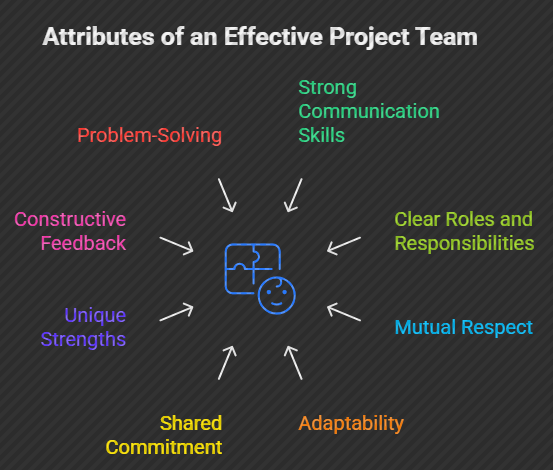 Attributes of an Effective Project Team
Strong
Communication
Skills
Problem-Solving
Constructive
Feedback
Clear Roles and
Responsibilities
Unique
Strengths
Mutual Respect
Shared
Commitment
Adaptability